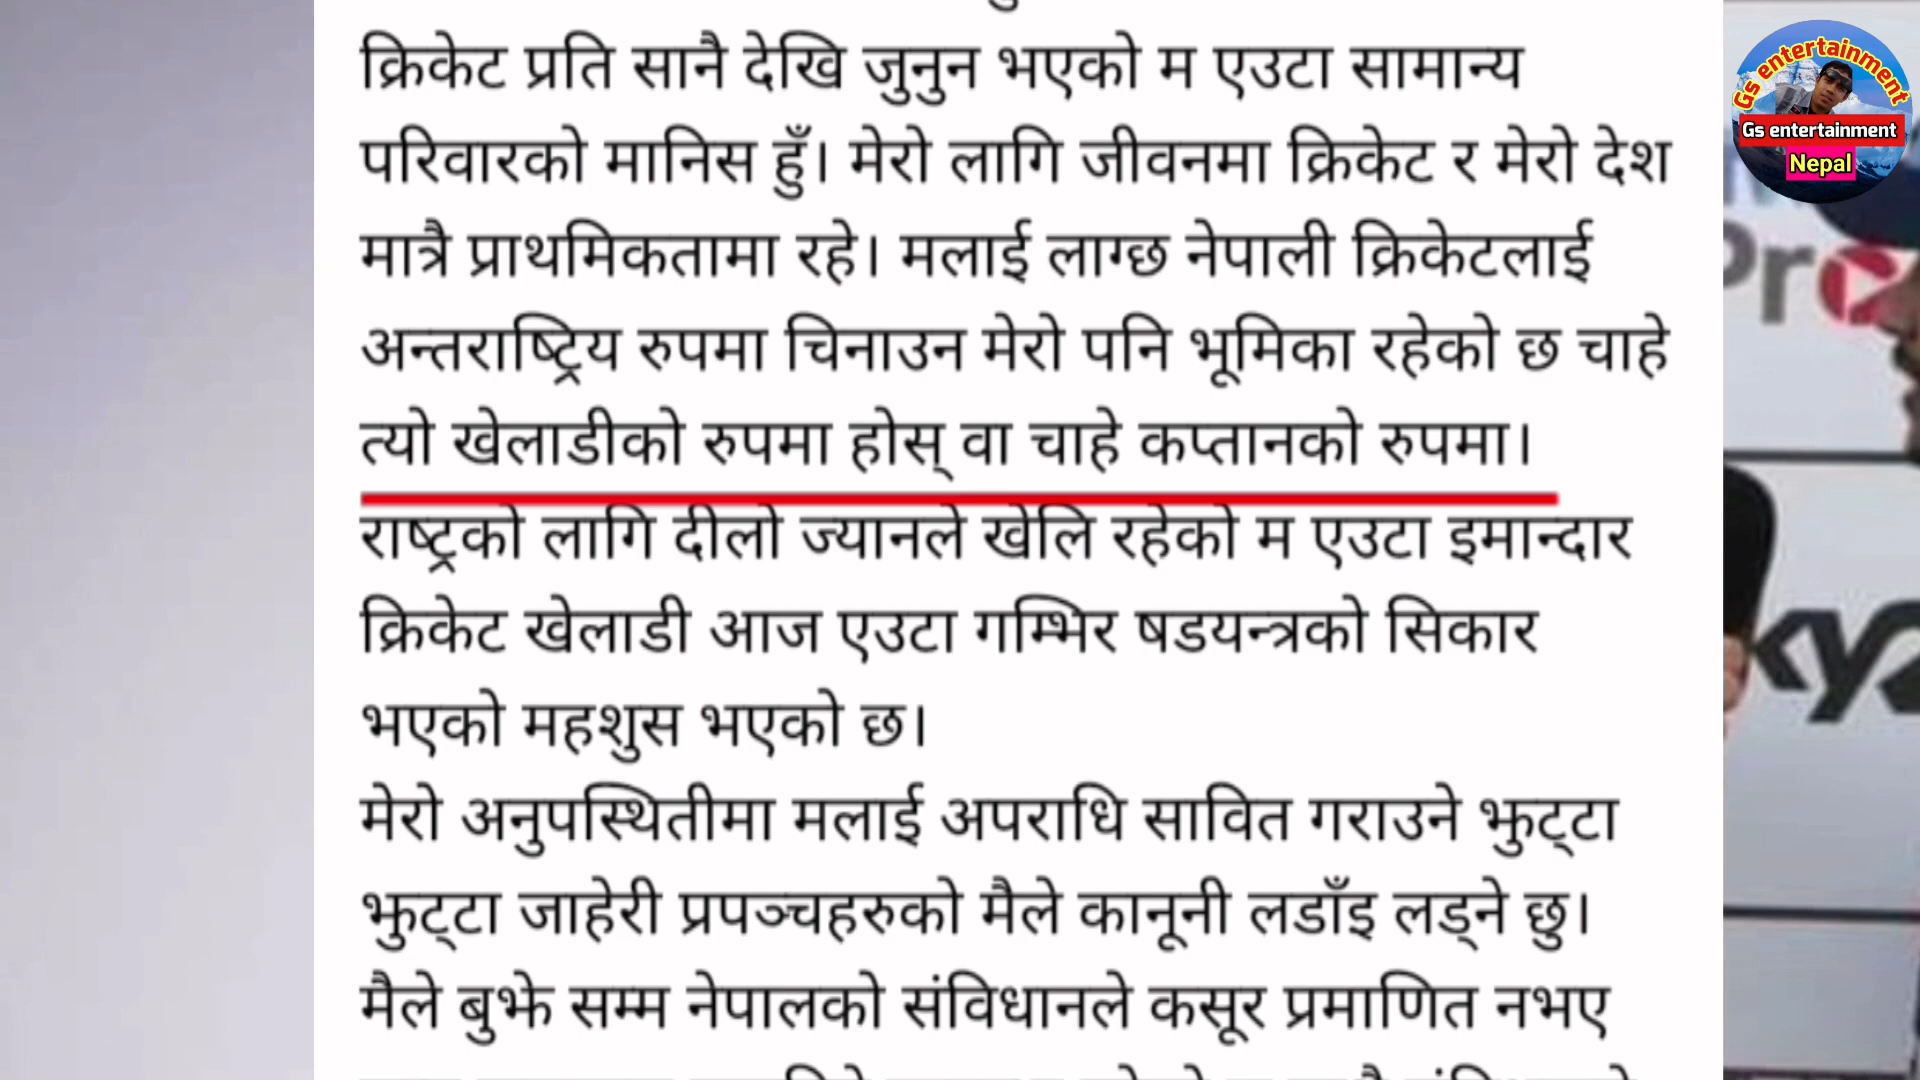 क्रिकेट प्रति सानै देखि जुनुन भएको म एउटा सामान्य
परिवारको मानिस हुँ। मेरो लागि जीवनमा क्रिकेट र मेरो देश
मात्रै प्राथमिकतामा रहे। मलाई लाग्छ नेपाली क्रिकेटलाई
अन्तराष्ट्रिय रुपमा चिनाउन मेरो पनि भूमिका रहेको छ चाहे
त्यो खेलाडीको रुपमा होस् वा चाहे कप्तानको रुपमा।
राष्ट्रको लागि दीलो ज्यानले खेलि रहेको म एउटा इमान्दार
क्रिकेट खेलाडी आज एउटा गम्भिर षडयन्त्रको सिकार
भएको महशुस भएको छ।
मेरो अनुपस्थितीमा मलाई अपराधि सावित गराउने झुट्टा
झुट्टा जाहेरी प्रपञ्चहरुको मैले कानूनी लडाँइ लड्ने छु।
मैले बुझे सम्म नेपालको संविधानले कसूर प्रमाणित नभए
Gs entertainment
Gs entertainment
Nepal